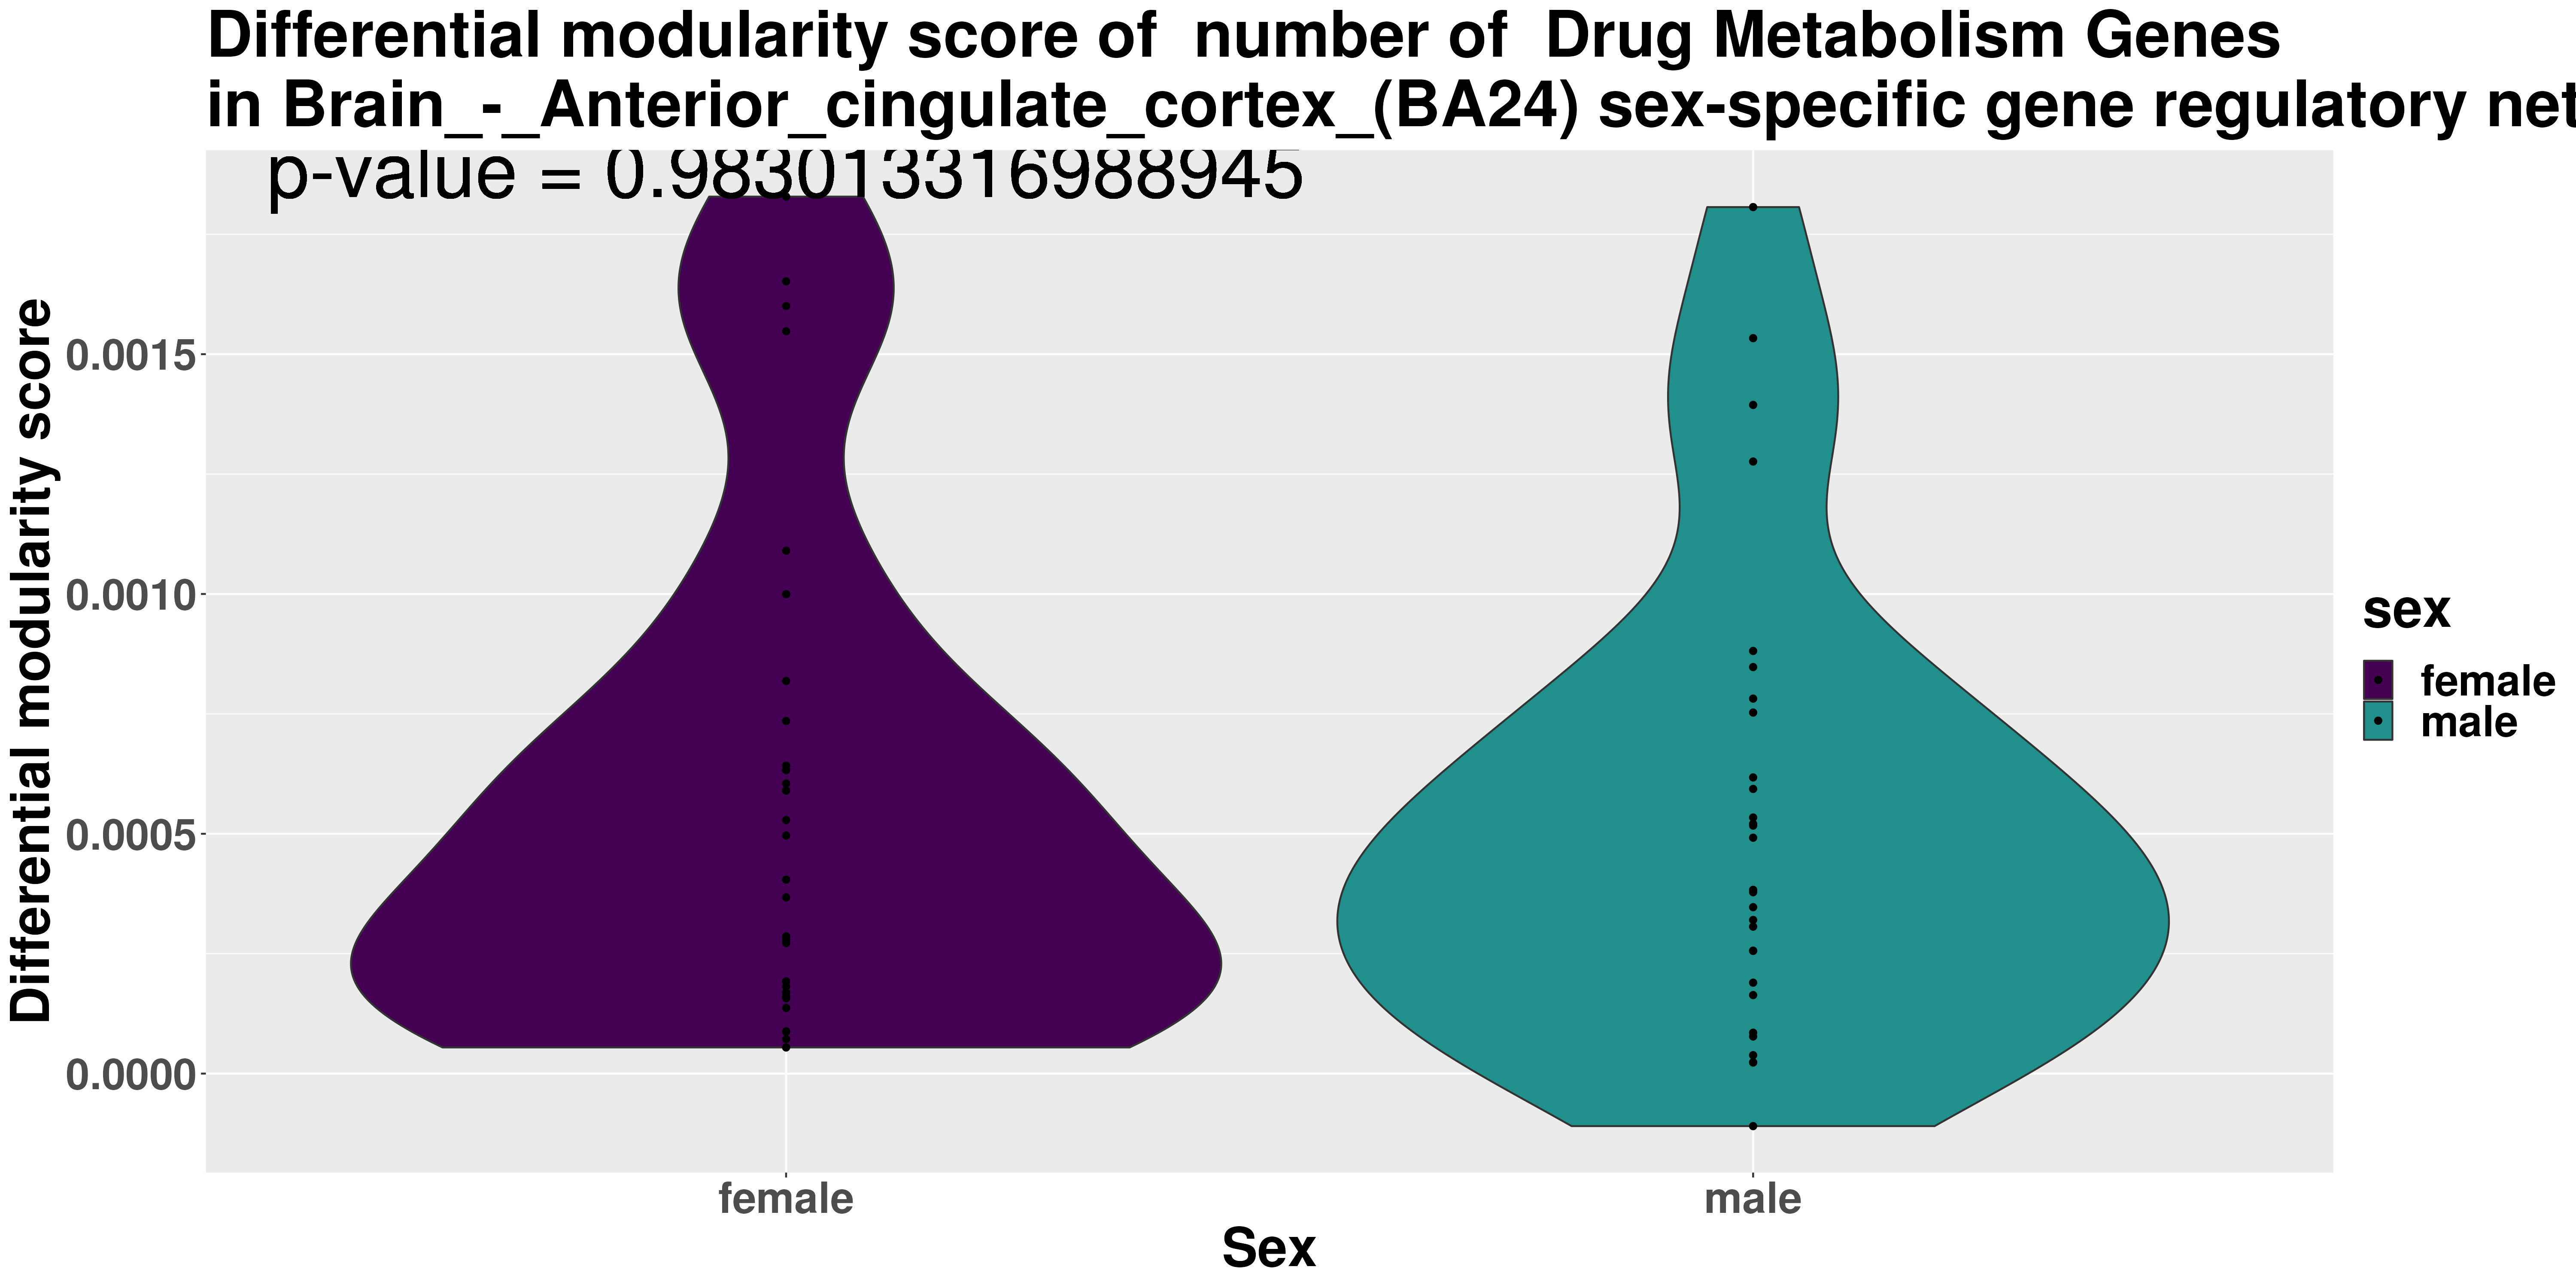 Differential modularity score of  number of  Drug Metabolism Genes
in Brain_-_Anterior_cingulate_cortex_(BA24) sex-specific gene regulatory net
p-value = 0.983013316988945
Differential modularity score
0.0015
0.0010
0.0005
0.0000
female
male
Sex
sex
female
male